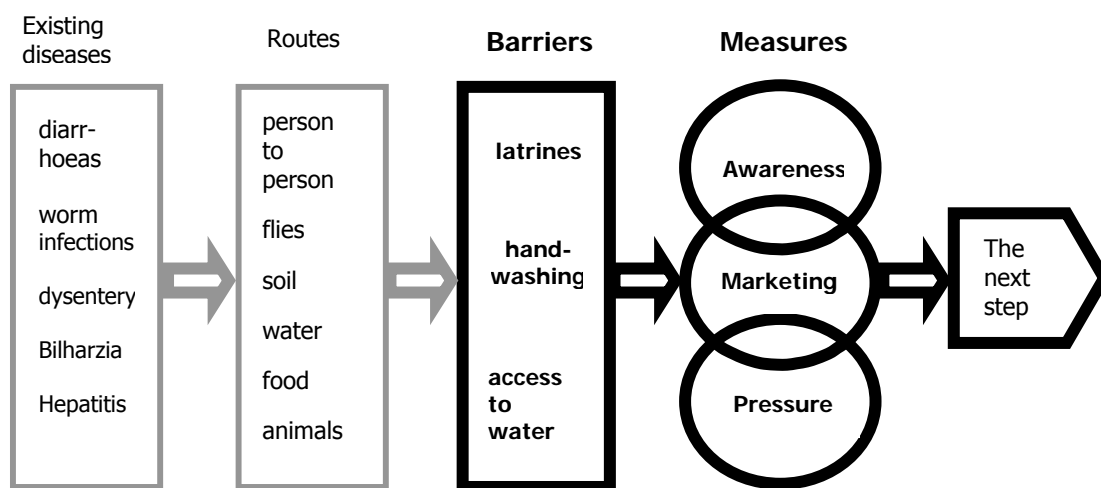 Existing
diseases
diarr-
hoeas
worm
infections
dysentery
Bilharzia
Hepatitis
Routes
person
to
person
flies
soil
water
food
animals
Barriers
latrines
hand-
washing
access
to
water
Measures
Awareness
Marketing
Pressure
The
next
step